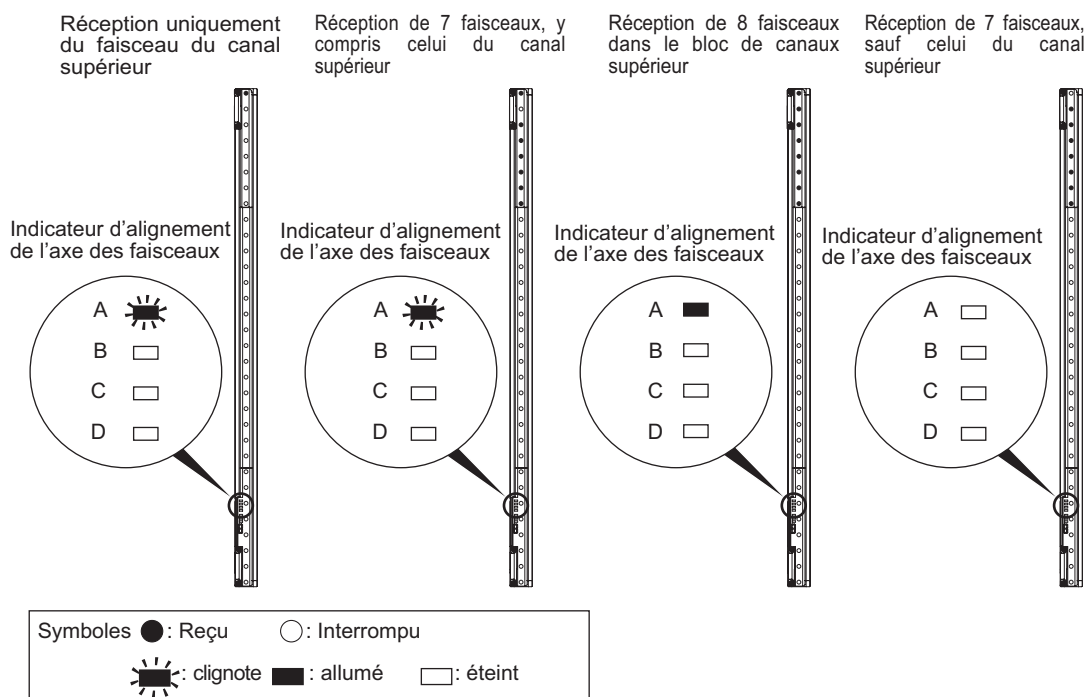 Réception uniquement
du faisceau du canal
supérieur
Réception de 7 faisceaux, y
compris celui du canal
supérieur
Réception de 8 faisceaux
dans le bloc de canaux
supérieur
Réception de 7 faisceaux,
sauf celui du canal
supérieur
Indicateur d’alignement
de l’axe des faisceaux
A
B
C
D
Indicateur d’alignement
de l’axe des faisceaux
A
B
C
D
Indicateur d’alignement
de l’axe des faisceaux
A
B
C
D
Indicateur d’alignement
de l’axe des faisceaux
A
B
C
D
Symboles : Reçu : Interrompu
: clignote : allumé : éteint